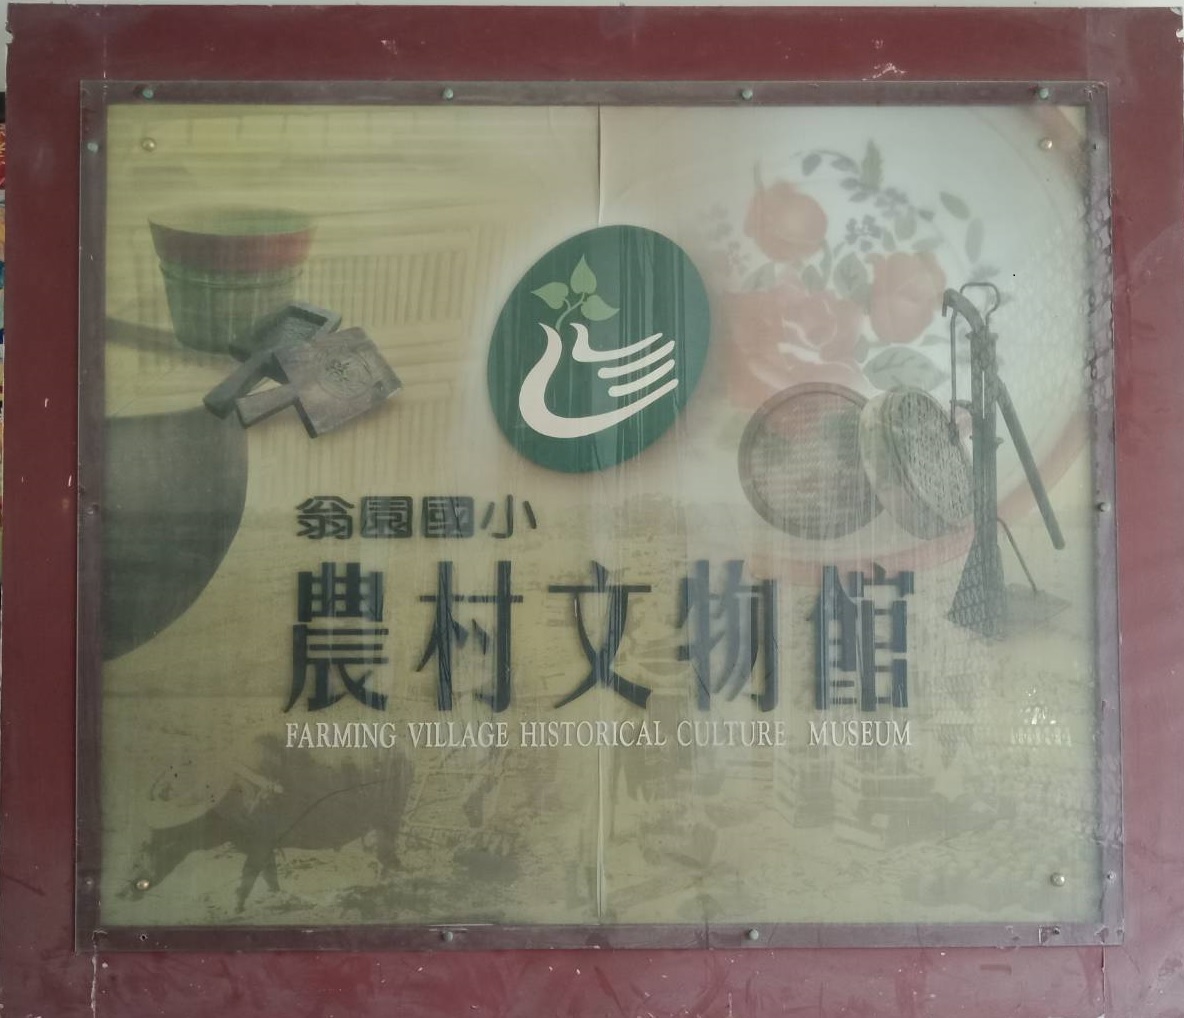 翁園國小
農村文物館
FARMING VILLAGE HISTORICAL CULTURE MUSEUM